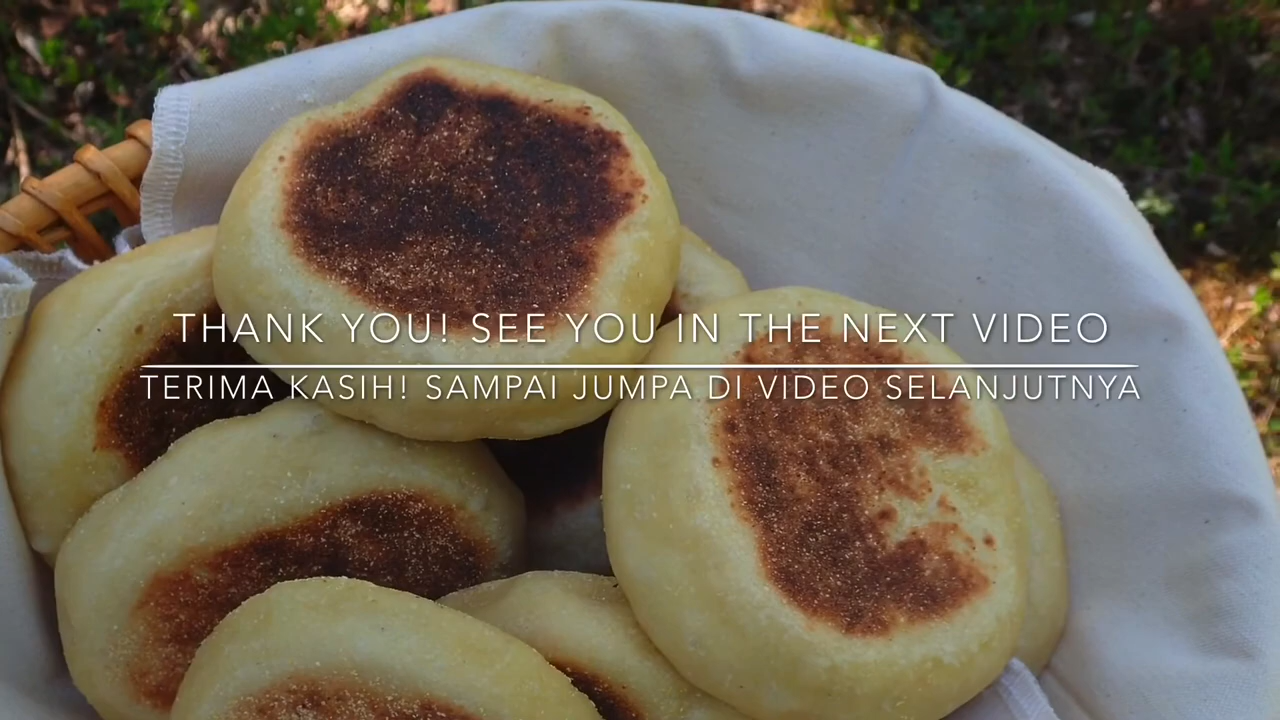 THANK YOU! SEE YOU IN THE NEXT VIDEO
TERIMA KASIH! SAMPAI JUMPA DI VIDEO SELANJUTNYA